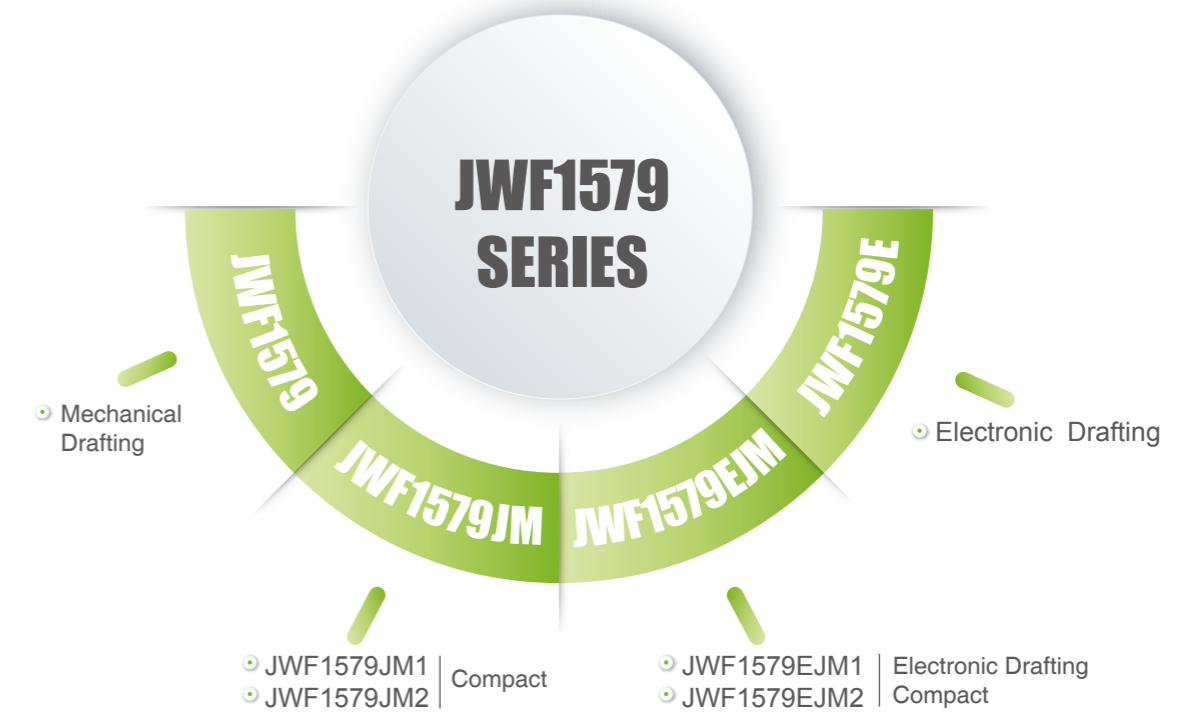 JWF1579
SERIES
JWF1579
JWF1579JM
JWF1579EJM
JWF1579E
Mechanical
Drafting
Electronic Drafting
JWF1579JM1
JWF1579JM2
Compact
JWF1579EJM1
JWF1579EJM2
Electronic Drafting
Compact